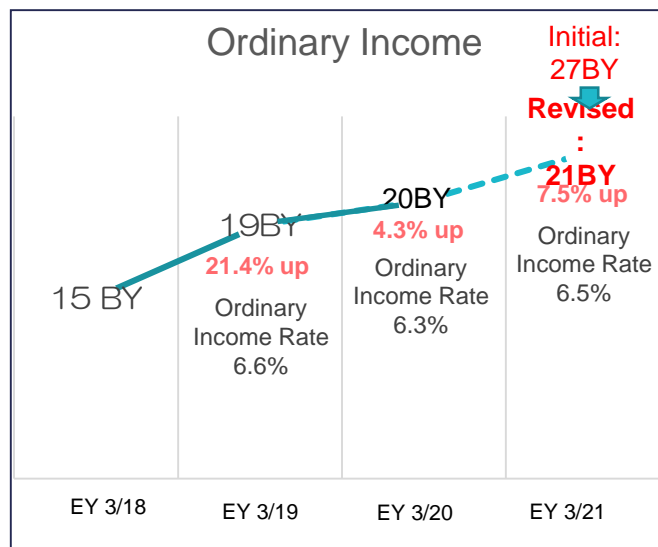 Ordinary Income
Initial:
27BY
Revised
:
21BY
7.5% up
Ordinary
Income Rate
6.5%
20BY
4.3% up
Ordinary
Income Rate
6.3%
19BY
21.4% up
Ordinary
Income Rate
6.6%
15 BY
EY 3/18
EY 3/19
EY 3/20
EY 3/21